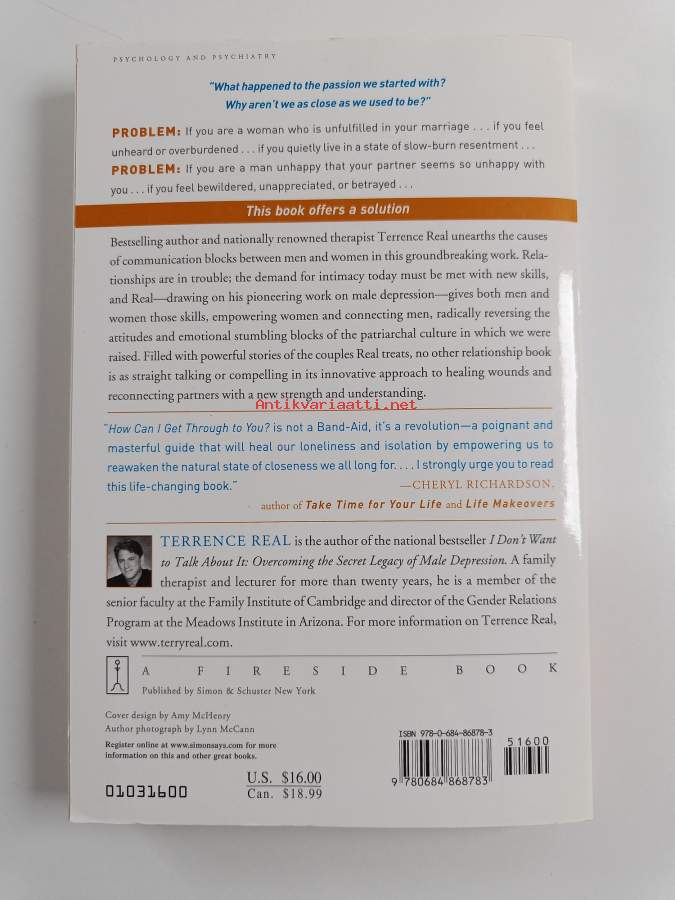 PSYCHOLOGY AND PSYCHIATRY
"What happened to the passion we started with?
Why aren't we as close as we used to be?"
PROBLEM: If you are a woman who is unfulfilled in your marriage . . . if you feel
unheard or overburdened . . . if you quietly live in a state of slow-burn resentment . . .
PROBLEM: If you are a man unhappy that your partner seems so unhappy with
you . . . if you feel bewildered, unappreciated, or betrayed . . .
This book offers a solution
Bestselling author and nationally renowned therapist Terrence Real unearths the causes
of communication blocks between men and women in this groundbreaking work. Rela-
tionships are in trouble; the demand for intimacy today must be met with new skills,
and Real—drawing on his pioneering work on male depression—gives both men and
women those skills, empowering women and connecting men, radically reversing the
attitudes and emotional stumbling blocks of the patriarchal culture in which we were
raised. Filled with powerful stories of the couples Real treats, no other relationship book
is as straight talking or compelling in its innovative approach to healing wounds and
reconnecting partners with a new strength and understanding.
Antikvariaatti.net
"How Can I Get Through to You? is not a Band-Aid, it's a revolution—a poignant and
masterful guide that will heal our loneliness and isolation by empowering us to
reawaken the natural state of closeness we all long for. . . . I strongly urge you to read
this life-changing book." —CHERYL RICHARDSON,
author of Take Time for Your Life and Life Makeovers
TERRENCE REAL is the author of the national bestseller I Don't Want
to Talk About It: Overcoming the Secret Legacy of Male Depression. A family
therapist and lecturer for more than twenty years, he is a member of the
senior faculty at the Family Institute of Cambridge and director of the Gender Relations
Program at the Meadows Institute in Arizona. For more information on Terrence Real,
visit www.terryreal.com.
A FIRESIDE BOOK
Published by Simon & Schuster New York
Cover design by Amy McHenry
Author photograph by Lynn McCann
Register online at www.simonsays.com for more
information on this and other great books.
01031600
U.S. $16.00
Can. $18.99
ISBN 978-0-684-86878-3
51600
9 780684 868783